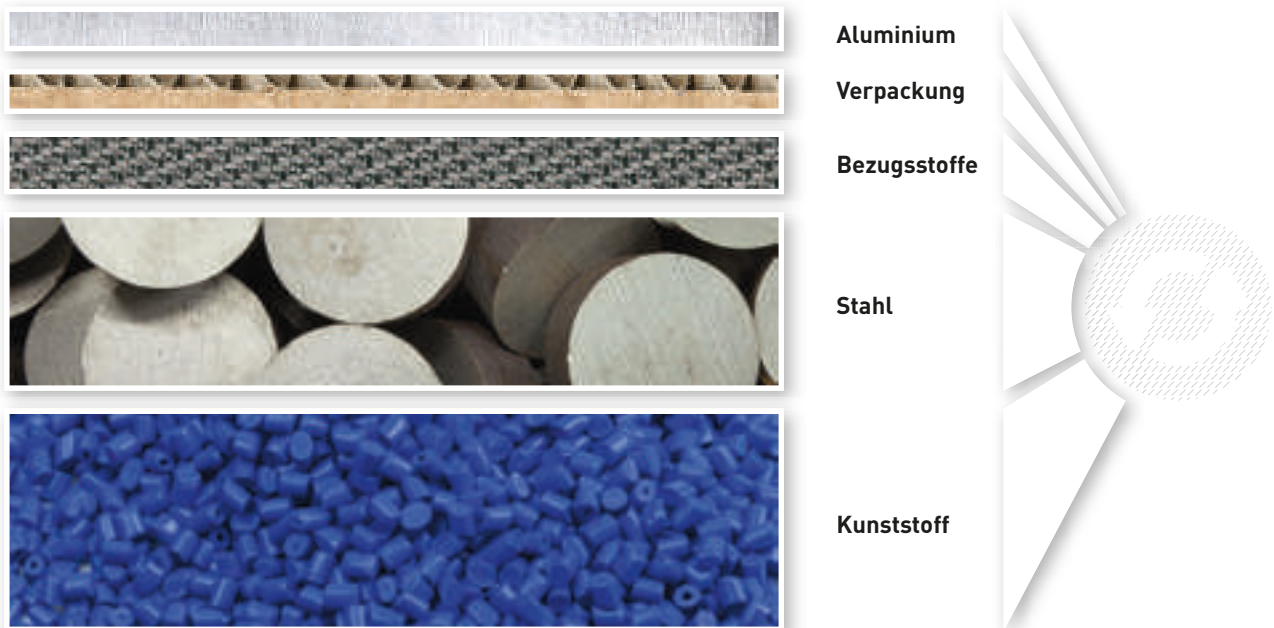 Aluminium
Verpackung
Bezugsstoffe
Stahl
Kunststoff